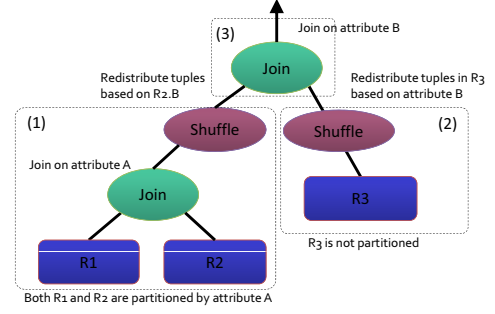 Join on attribute B
(3)
Join
Redistribute tuples
based on R2.B
Redistribute tuples in R3
based on attribute B
(1)
Shuffle
Shuffle
(2)
Join on attribute A
Join
R3
R3 is not partitioned
R1
R2
Both R1 and R2 are partitioned by attribute A